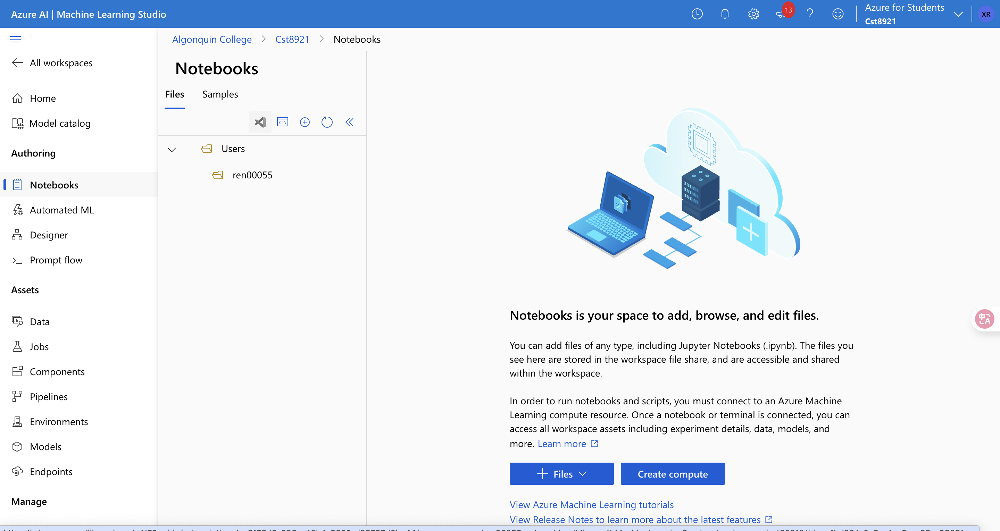 Azure AI | Machine Learning Studio
13
Azure for Students
Cst8921
XR
All workspaces
Home
Model catalog
Authoring
Notebooks
Automated ML
Designer
Prompt flow
Assets
Data
Jobs
Components
Pipelines
Environments
Models
Endpoints
Manage
Algonquin College > Cst8921 > Notebooks
Notebooks
Files Samples
C:\
Users
ren00055
Notebooks is your space to add, browse, and edit files.
You can add files of any type, including Jupyter Notebooks (.ipynb). The files you
see here are stored in the workspace file share, and are accessible and shared
within the workspace.
In order to run notebooks and scripts, you must connect to an Azure Machine
Learning compute resource. Once a notebook or terminal is connected, you can
access all workspace assets including experiment details, data, models, and
more. Learn more
Files
Create compute
View Azure Machine Learning tutorials
View Release Notes to learn more about the latest features
中A